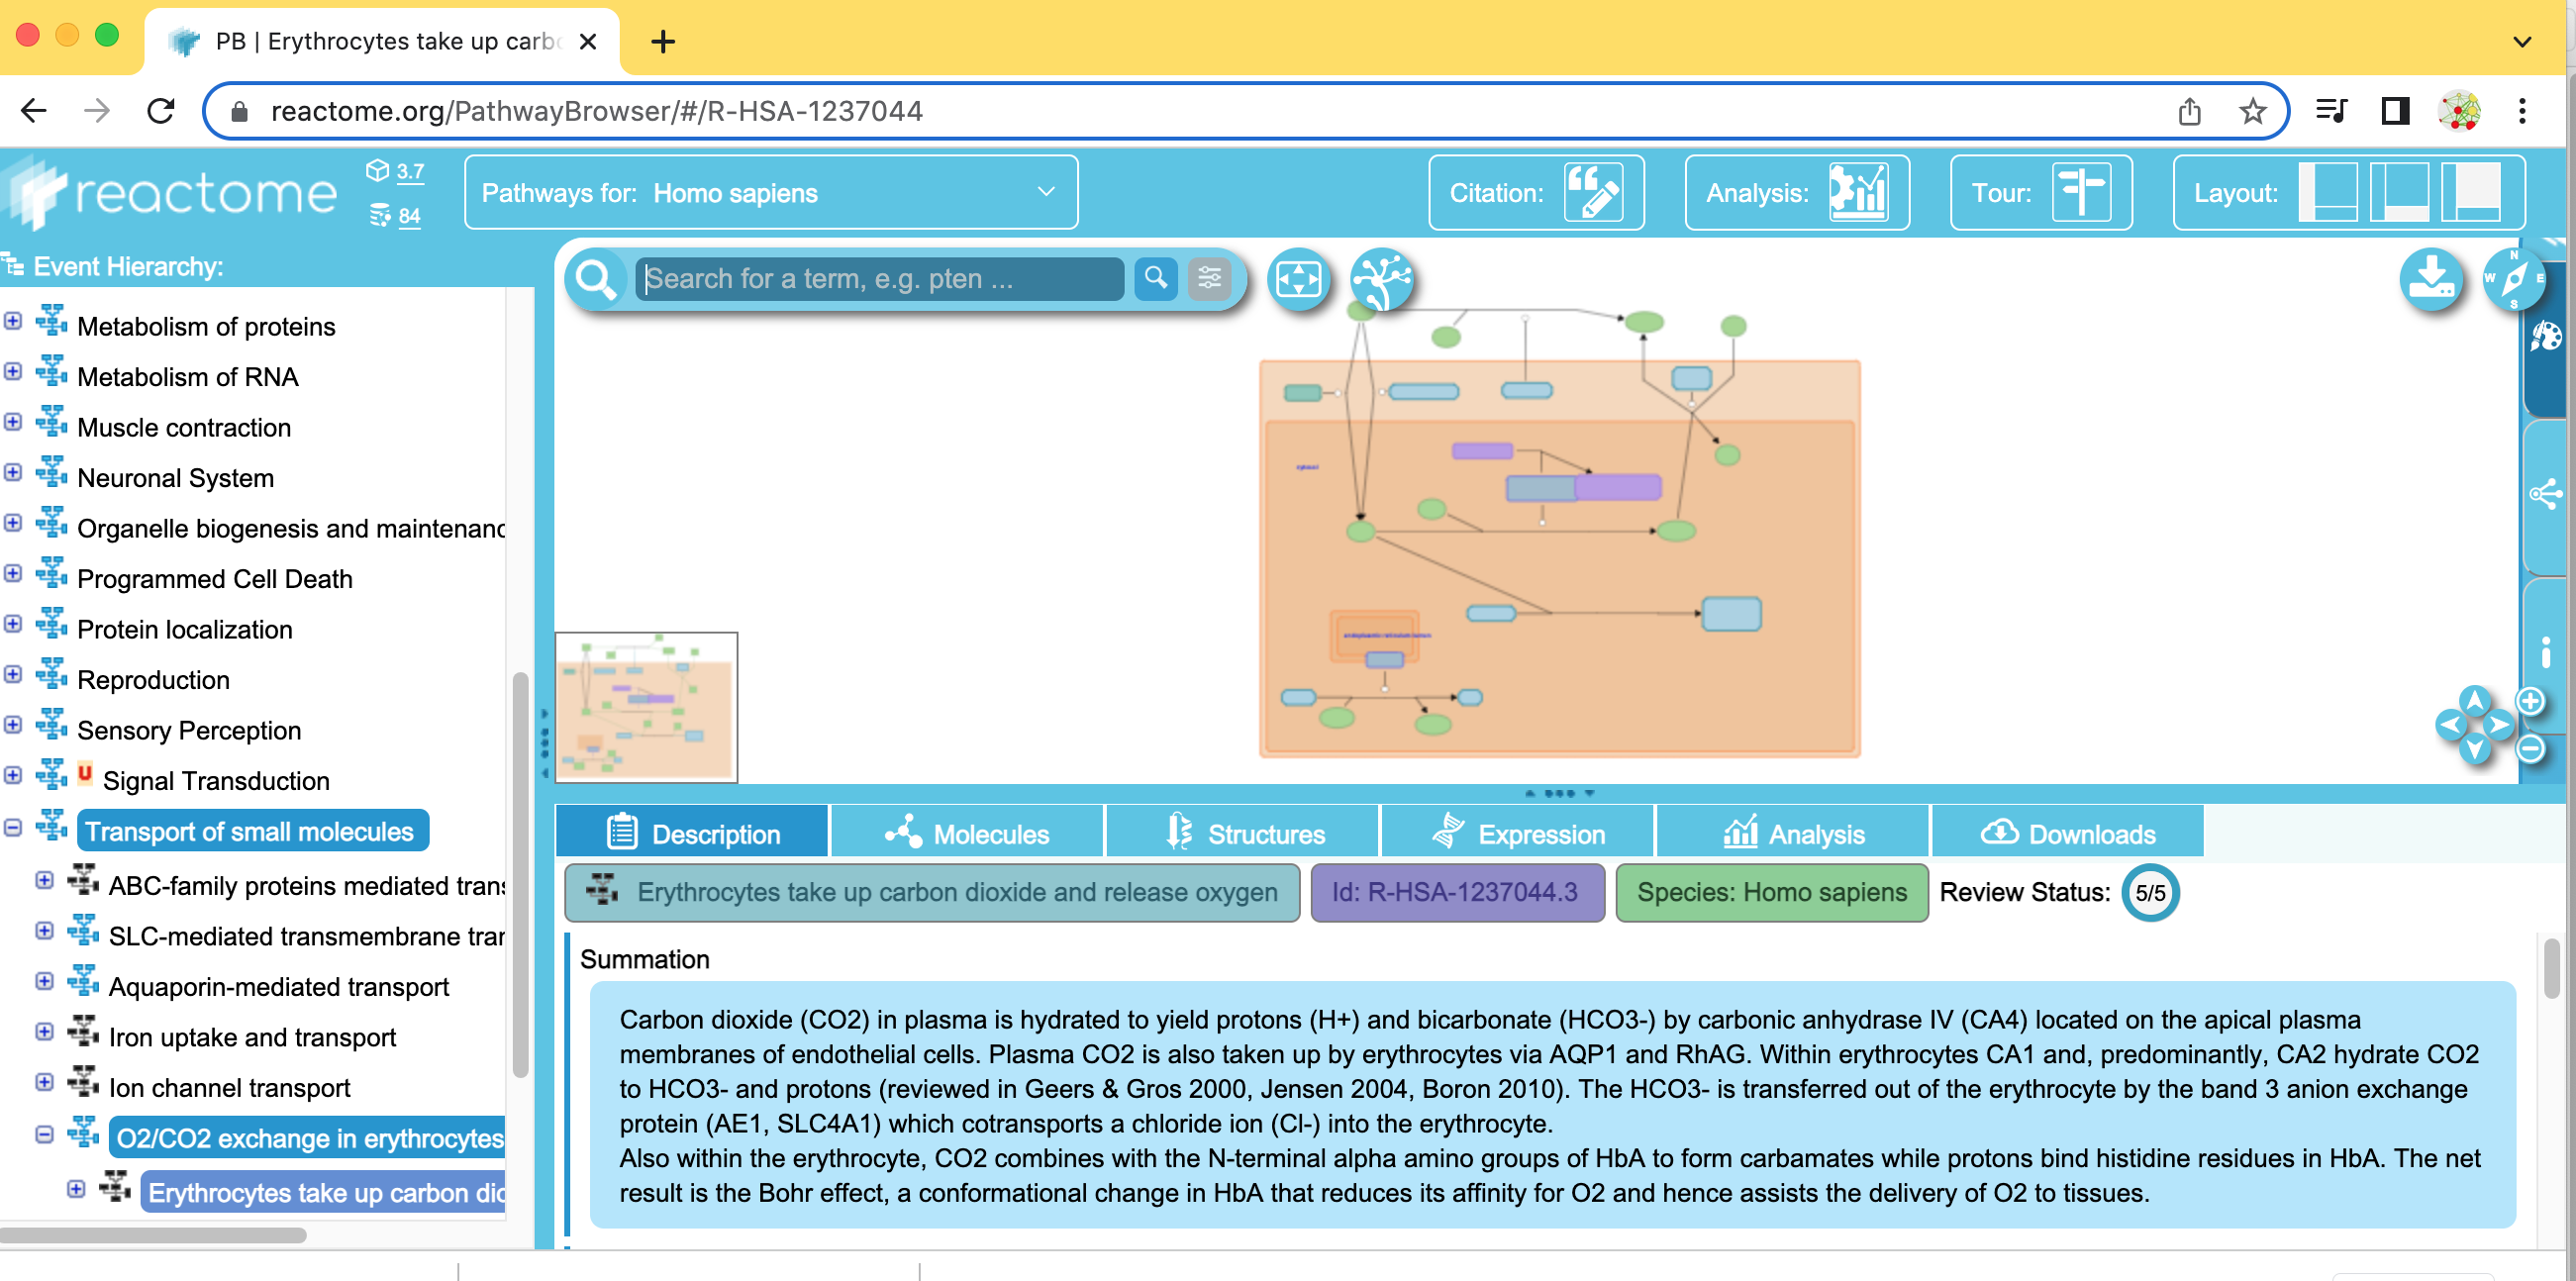 PB | Erythrocytes take up carbo
reactome.org/PathwayBrowser/#/R-HSA-1237044
reactome
3.7
84
Pathways for: Homo sapiens
Citation:
Analysis:
Tour:
Layout:
Event Hierarchy:
Metabolism of proteins
Metabolism of RNA
Muscle contraction
Neuronal System
Organelle biogenesis and maintenanc
Programmed Cell Death
Protein localization
Reproduction
Sensory Perception
U Signal Transduction
Transport of small molecules
ABC-family proteins mediated trans
SLC-mediated transmembrane tran
Aquaporin-mediated transport
Iron uptake and transport
Ion channel transport
O2/CO2 exchange in erythrocytes
Erythrocytes take up carbon dio
Search for a term, e.g. pten ...
N
W E
S
cytosol
endoplasmic reticulum lumen
Description
Molecules
Structures
Expression
Analysis
Downloads
Erythrocytes take up carbon dioxide and release oxygen
Id: R-HSA-1237044.3
Species: Homo sapiens
Review Status: 5/5
Summation
Carbon dioxide (CO2) in plasma is hydrated to yield protons (H+) and bicarbonate (HCO3-) by carbonic anhydrase IV (CA4) located on the apical plasma
membranes of endothelial cells. Plasma CO2 is also taken up by erythrocytes via AQP1 and RhAG. Within erythrocytes CA1 and, predominantly, CA2 hydrate CO2
to HCO3- and protons (reviewed in Geers & Gros 2000, Jensen 2004, Boron 2010). The HCO3- is transferred out of the erythrocyte by the band 3 anion exchange
protein (AE1, SLC4A1) which cotransports a chloride ion (Cl-) into the erythrocyte.
Also within the erythrocyte, CO2 combines with the N-terminal alpha amino groups of HbA to form carbamates while protons bind histidine residues in HbA. The net
result is the Bohr effect, a conformational change in HbA that reduces its affinity for O2 and hence assists the delivery of O2 to tissues.